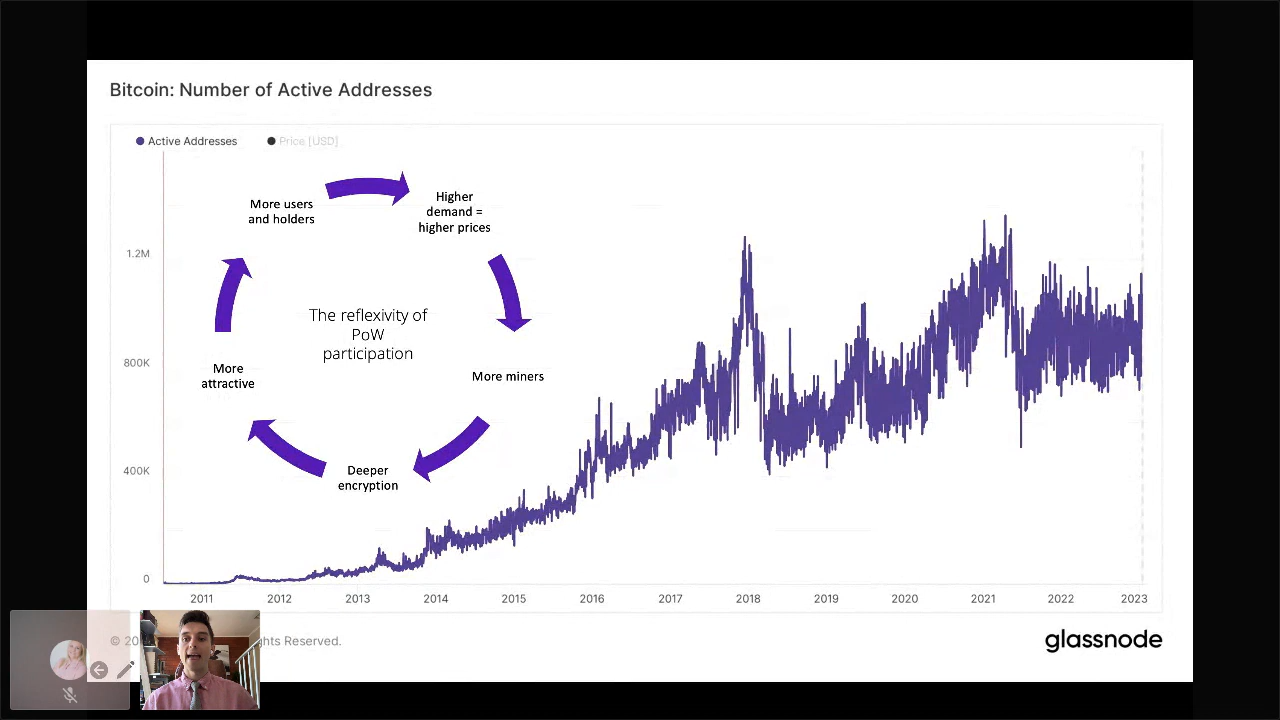 Bitcoin: Number of Active Addresses
Active Addresses
Price [USD]
More users
and holders
Higher
demand =
higher prices
The reflexivity of
PoW
participation
More
attractive
More miners
Deeper
encryption
1.2M
800K
400K
0
2011 2012 2013 2014 2015 2016 2017 2018 2019 2020 2021 2022 2023
© 20
hts Reserved.
glassnode